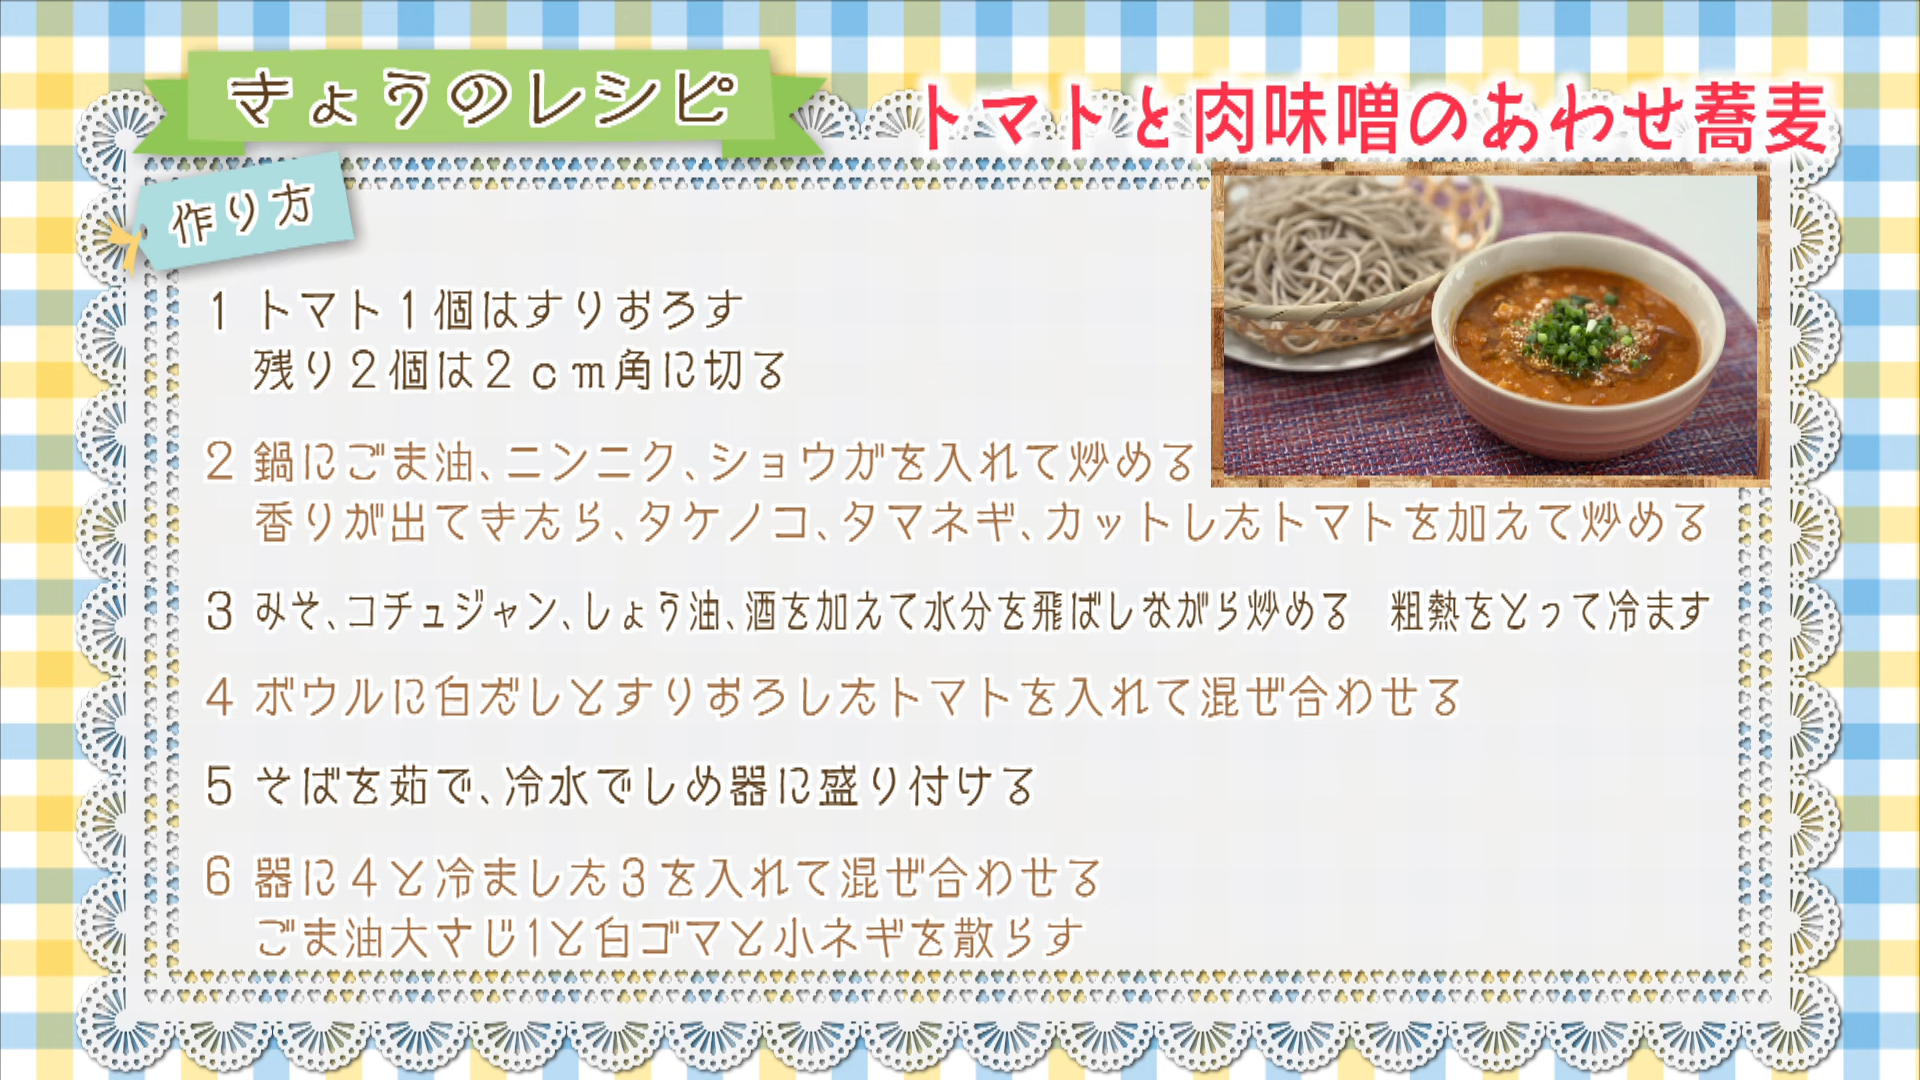 きょうのレシピ
トマトと肉味噌のあわせ蕎麦
作り方
1 トマト1個はすりおろす
残り2個は2cm角に切る
2 鍋にごま油、ニンニク、ショウガを入れて炒める
香りが出てきたら、タケノコ、タマネギ、カットしたトマトを加えて炒める
3 みそ、コチュジャン、しょう油、酒を加えて水分を飛ばしながら炒める　粗熱をとって冷ます
4 ボウルに白だしとすりおろしたトマトを入れて混ぜ合わせる
5 そばを茹で、冷水でしめ器に盛り付ける
6 器に4と冷ました3を入れて混ぜ合わせる
ごま油大さじ1と白ゴマと小ネギを散らす